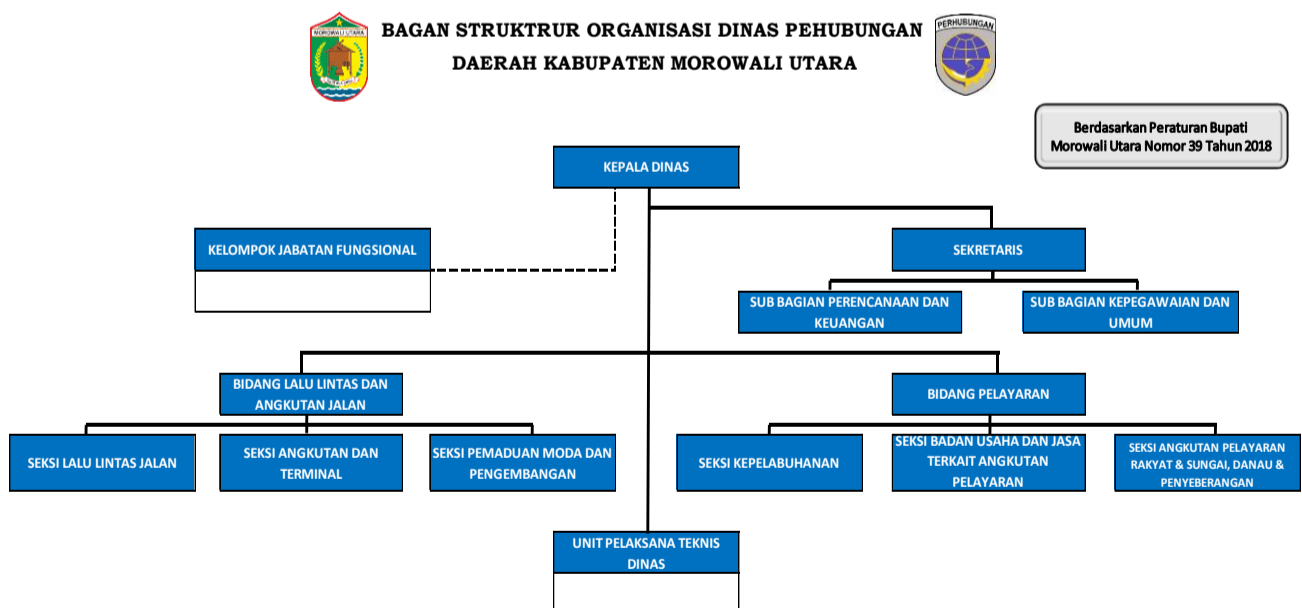 BAGAN STRUKTRUR ORGANISASI DINAS PEHUBUNGAN
DAERAH KABUPATEN MOROWALI UTARA
MOROWALI UTARA
PERHUBUNGAN
Berdasarkan Peraturan Bupati
Morowali Utara Nomor 39 Tahun 2018
KEPALA DINAS
KELOMPOK JABATAN FUNGSIONAL
SEKRETARIS
SUB BAGIAN PERENCANAAN DAN
KEUANGAN
SUB BAGIAN KEPEGAWAIAN DAN
UMUM
BIDANG LALU LINTAS DAN
ANGKUTAN JALAN
BIDANG PELAYARAN
SEKSI LALU LINTAS JALAN
SEKSI ANGKUTAN DAN
TERMINAL
SEKSI PEMADUAN MODA DAN
PENGEMBANGAN
SEKSI KEPELABUHANAN
SEKSI BADAN USAHA DAN JASA
TERKAIT ANGKUTAN
PELAYARAN
SEKSI ANGKUTAN PELAYARAN
RAKYAT & SUNGAI, DANAU &
PENYEBERANGAN
UNIT PELAKSANA TEKNIS
DINAS